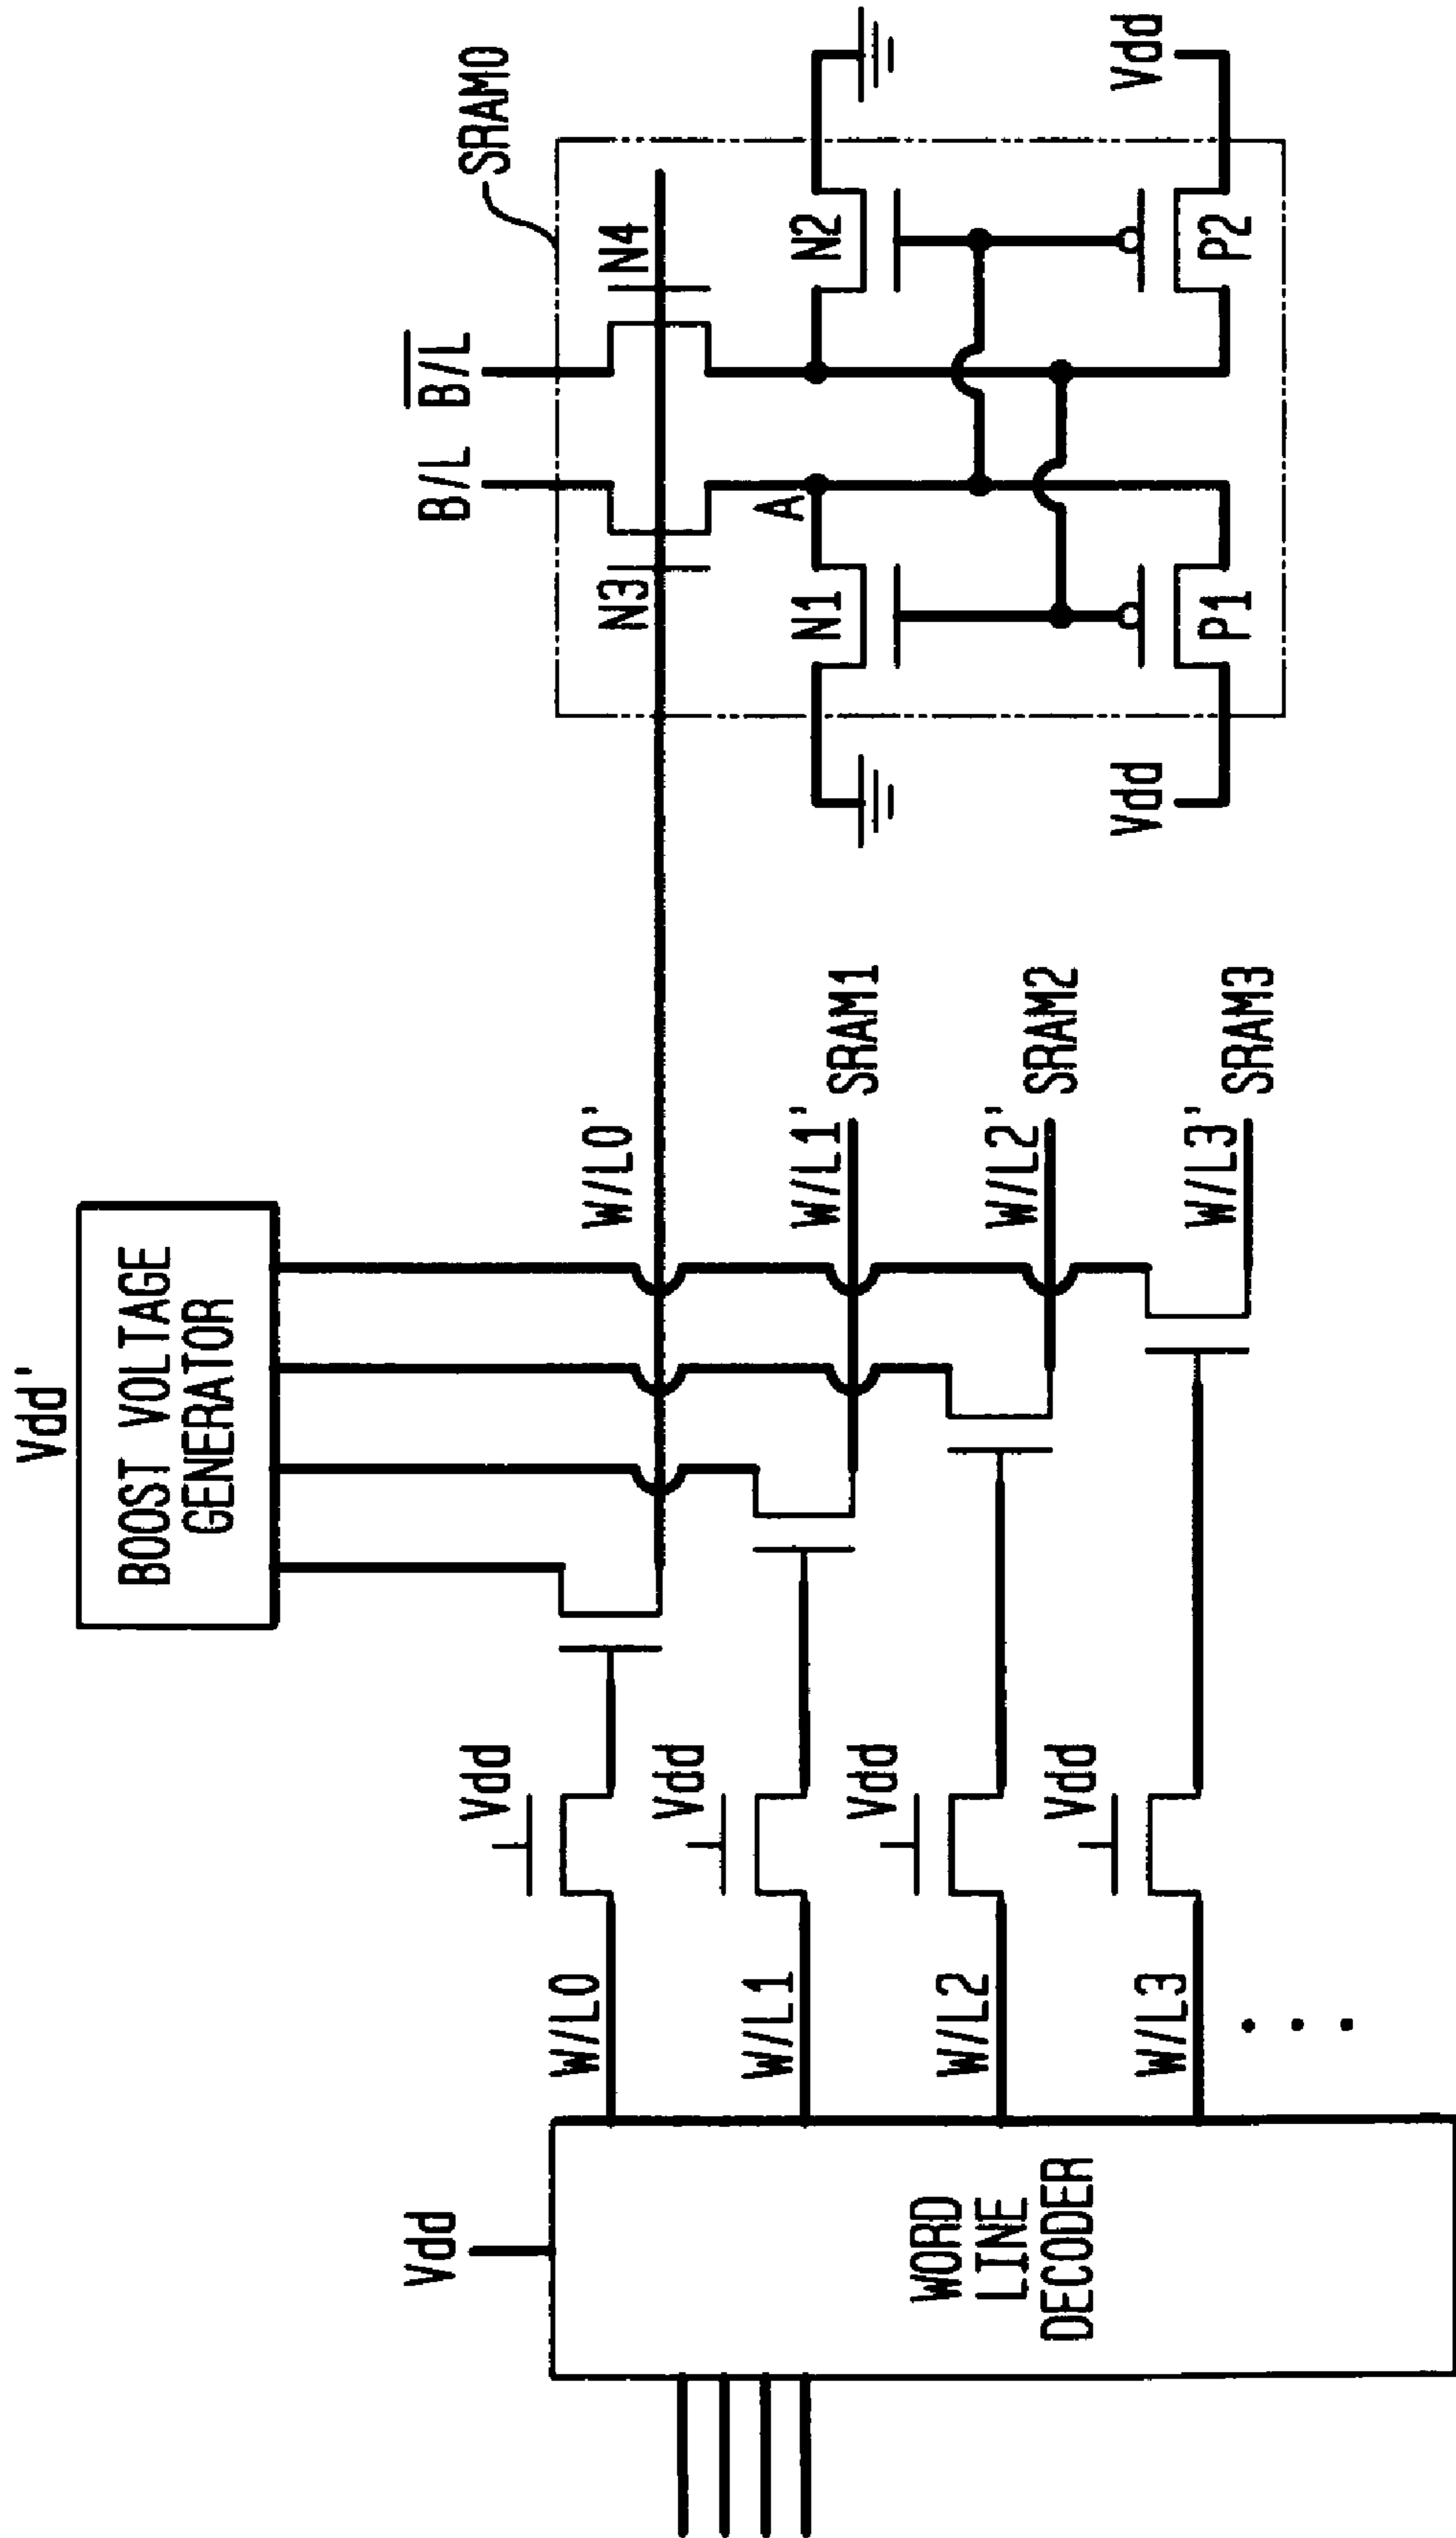 Vdd'
BOOST VOLTAGE
GENERATOR
Vdd
WORD
LINE
DECODER
W/L0
W/L1
W/L2
W/L3
Vdd
Vdd
Vdd
Vdd
W/L0'
W/L1'
SRAM1
W/L2'
SRAM2
W/L3'
SRAM3
SRAM0
B/L
B/L
N3
N4
A
N1
N2
P1
P2
Vdd
Vdd